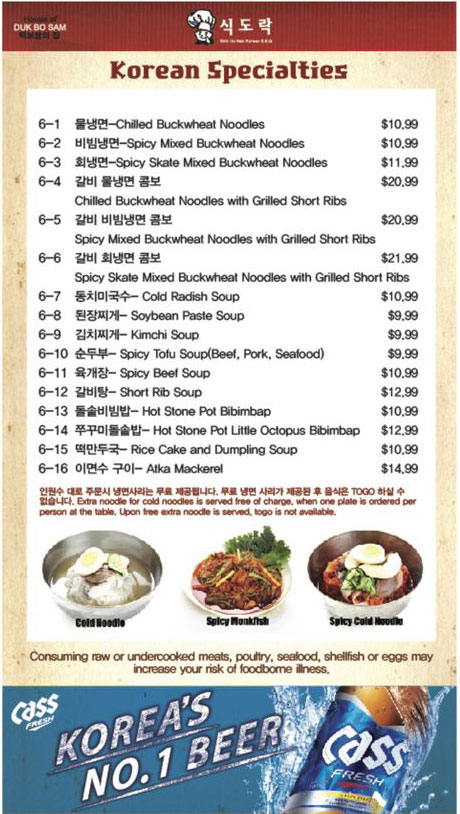 House of
DUK BO SAM
떡보쌈의 집
식도락
Korean Specialties
6-1 물냉면-Chilled Buckwheat Noodles $10.99
6-2 비빔냉면-Spicy Mixed Buckwheat Noodles $10.99
6-3 회냉면-Spicy Skate Mixed Buckwheat Noodles $11.99
6-4 갈비 물냉면 콤보 $20.99
Chilled Buckwheat Noodles with Grilled Short Ribs
6-5 갈비 비빔냉면 콤보 $20.99
Spicy Mixed Buckwheat Noodles with Grilled Short Ribs
6-6 갈비 회냉면 콤보 $21.99
Spicy Skate Mixed Buckwheat Noodles with Grilled Short Ribs
6-7 동치미국수- Cold Radish Soup $10.99
6-8 된장찌게- Soybean Paste Soup $9.99
6-9 김치찌게- Kimchi Soup $9.99
6-10 순두부- Spicy Tofu Soup(Beef, Pork, Seafood) $9.99
6-11 육개장- Spicy Beef Soup $10.99
6-12 갈비탕- Short Rib Soup $12.99
6-13 돌솥비빔밥- Hot Stone Pot Bibimbap $10.99
6-14 쭈꾸미돌솥밥- Hot Stone Pot Little Octopus Bibimbap $12.99
6-15 떡만두국- Rice Cake and Dumpling Soup $10.99
6-16 이면수 구이- Atka Mackerel $14.99
인원수 대로 주문시 냉면사리는 무료 제공됩니다. 무료 냉면 사리가 제공된 후 음식은 TOGO 하실 수
없습니다. Extra noodle for cold noodles is served free of charge, when one plate is ordered per
person at the table. Upon free extra noodle is served, togo is not available.
Cold Noodle
Spicy Monkfish
Spicy Cold Noodle
Consuming raw or undercooked meats, poultry, seafood, shellfish or eggs may
increase your risk of foodborne illness.
Cass
FRESH
KOREA'S
NO.1 BEER
Cass
FRESH